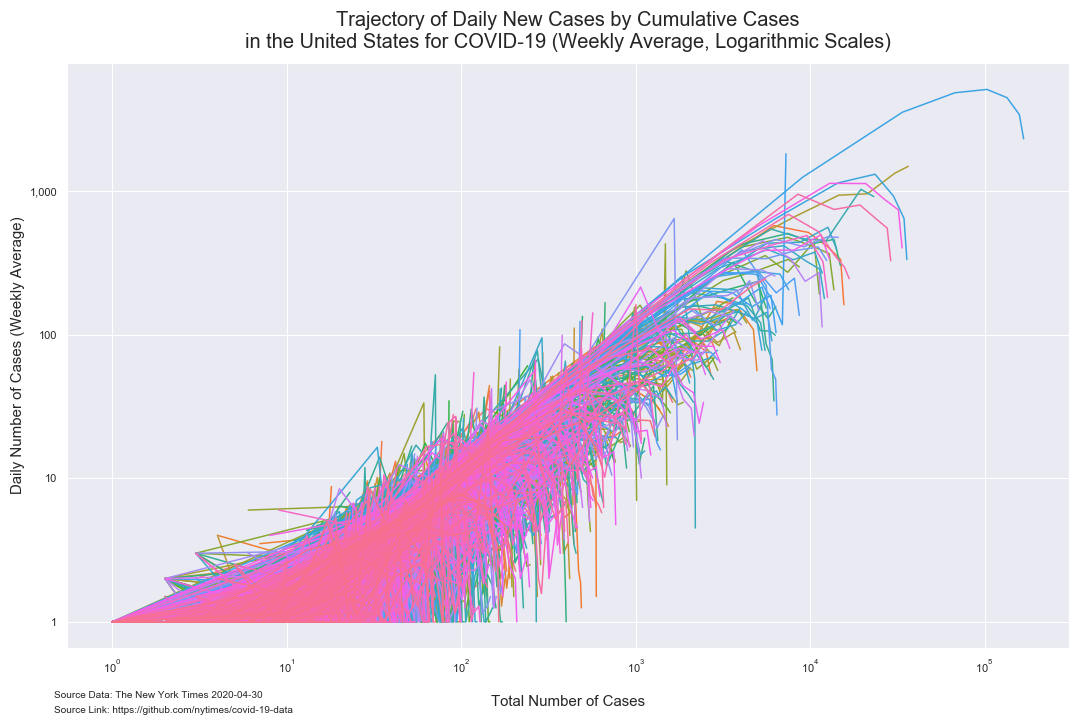 Trajectory of Daily New Cases by Cumulative Cases
in the United States for COVID-19 (Weekly Average, Logarithmic Scales)
Daily Number of Cases (Weekly Average)
1,000
100
10
1
10⁰ 10¹ 10² 10³ 10⁴ 10⁵
Total Number of Cases
Source Data: The New York Times 2020-04-30
Source Link: https://github.com/nytimes/covid-19-data